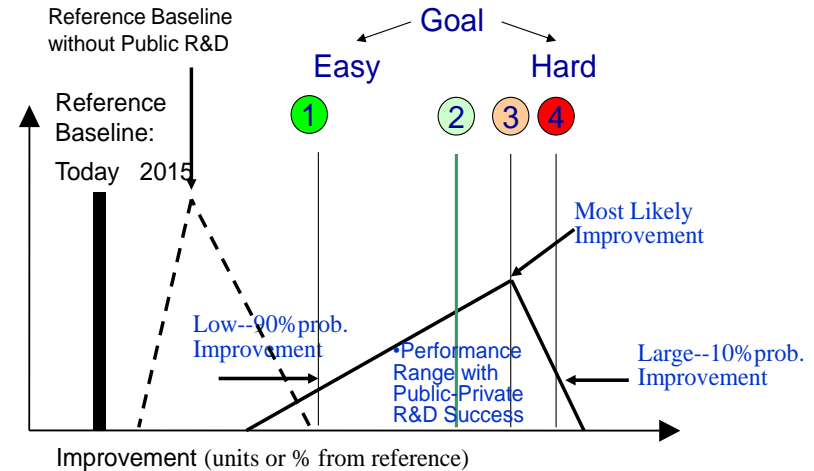 Reference Baseline
without Public R&D
Goal
Easy
Hard
Reference
Baseline:
Today 2015
1
2
3
4
Most Likely
Improvement
Low--90%prob.
Improvement
•Performance
Range with
Public-Private
R&D Success
Large--10%prob.
Improvement
Improvement (units or % from reference)